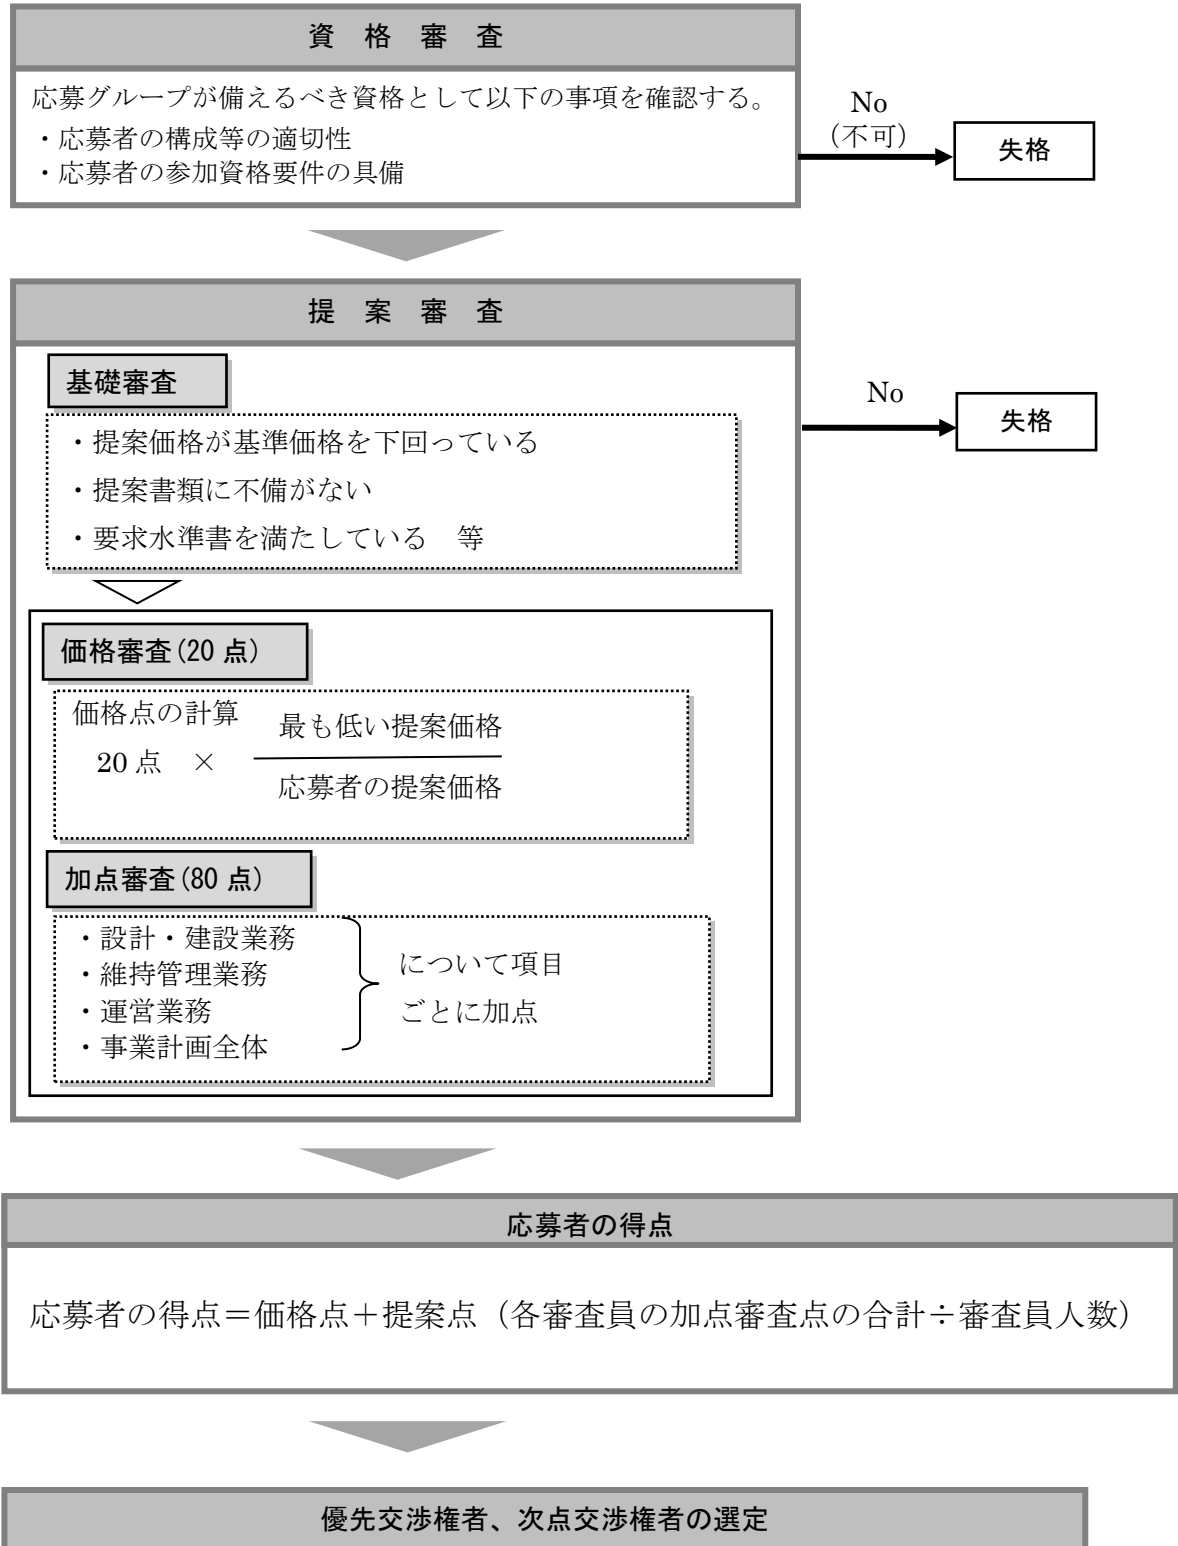 資　格　審　査
応募グループが備えるべき資格として以下の事項を確認する。
・応募者の構成等の適切性
・応募者の参加資格要件の具備
No
（不可）
失格
提　案　審　査
基礎審査
・提案価格が基準価格を下回っている
・提案書類に不備がない
・要求水準書を満たしている　等
No
失格
価格審査(20 点)
価格点の計算
20 点　×
最も低い提案価格
応募者の提案価格
加点審査(80 点)
・設計・建設業務
・維持管理業務
・運営業務
・事業計画全体
について項目
ごとに加点
応募者の得点
応募者の得点＝価格点＋提案点（各審査員の加点審査点の合計÷審査員人数）
優先交渉権者、次点交渉権者の選定